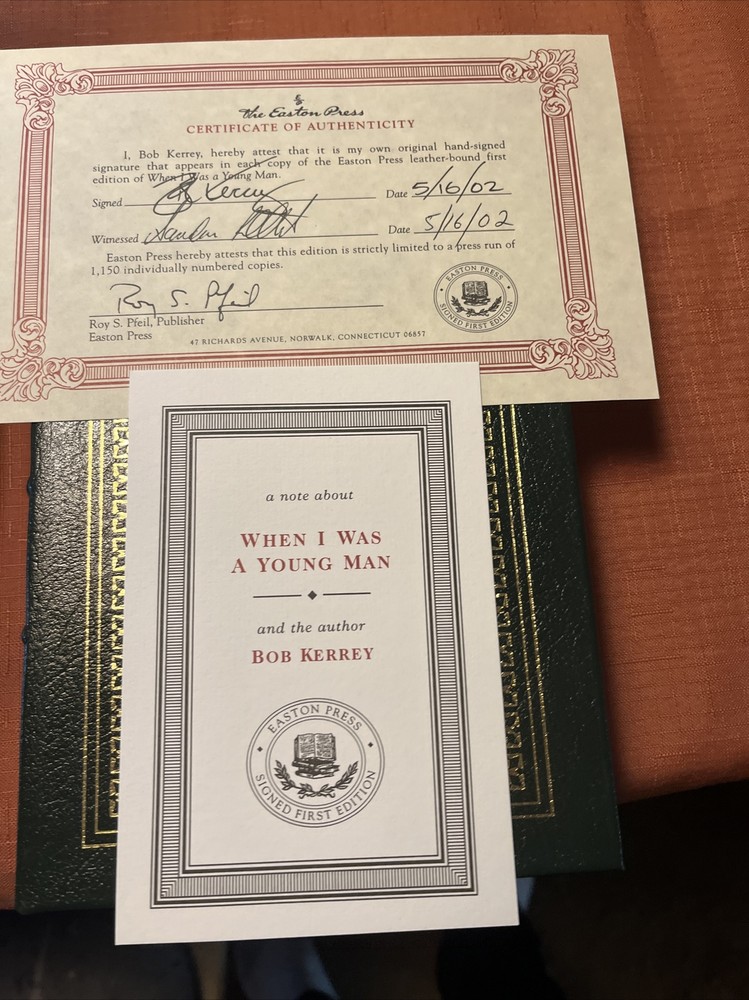 The Easton Press
CERTIFICATE OF AUTHENTICITY
I, Bob Kerrey, hereby attest that it is my own original hand-signed
signature that appears in each copy of the Easton Press leather-bound first
edition of When I Was a Young Man.
Signed Bob Kerrey Date 5/16/02
Witnessed Date 5/16/02
Easton Press hereby attests that this edition is strictly limited to a press run of
1,150 individually numbered copies.
Roy S. Pfeil
Roy S. Pfeil, Publisher
Easton Press
47 RICHARDS AVENUE, NORWALK, CONNECTICUT 06857
EASTON PRESS
SIGNED FIRST EDITION
a note about
WHEN I WAS
A YOUNG MAN
and the author
BOB KERREY
EASTON PRESS
SIGNED FIRST EDITION